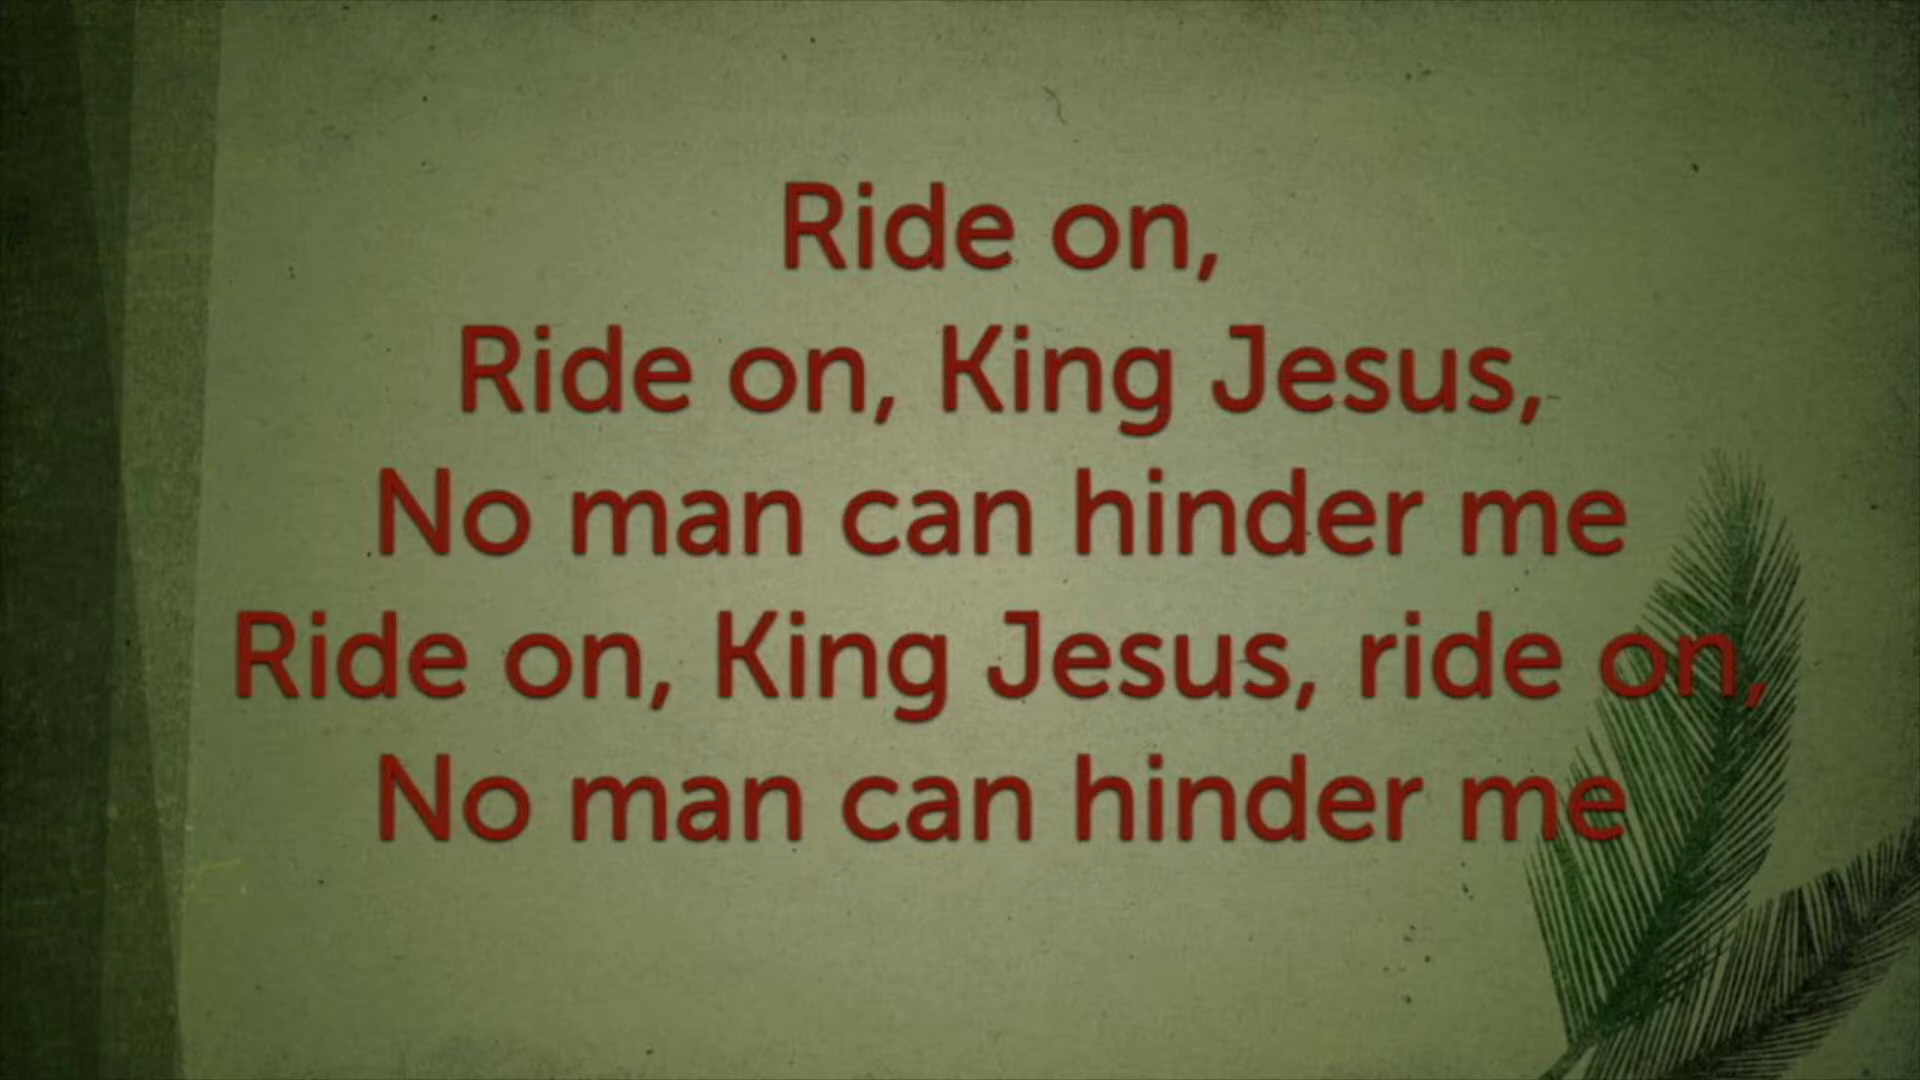 Ride on,
Ride on, King Jesus,
No man can hinder me
Ride on, King Jesus, ride on,
No man can hinder me